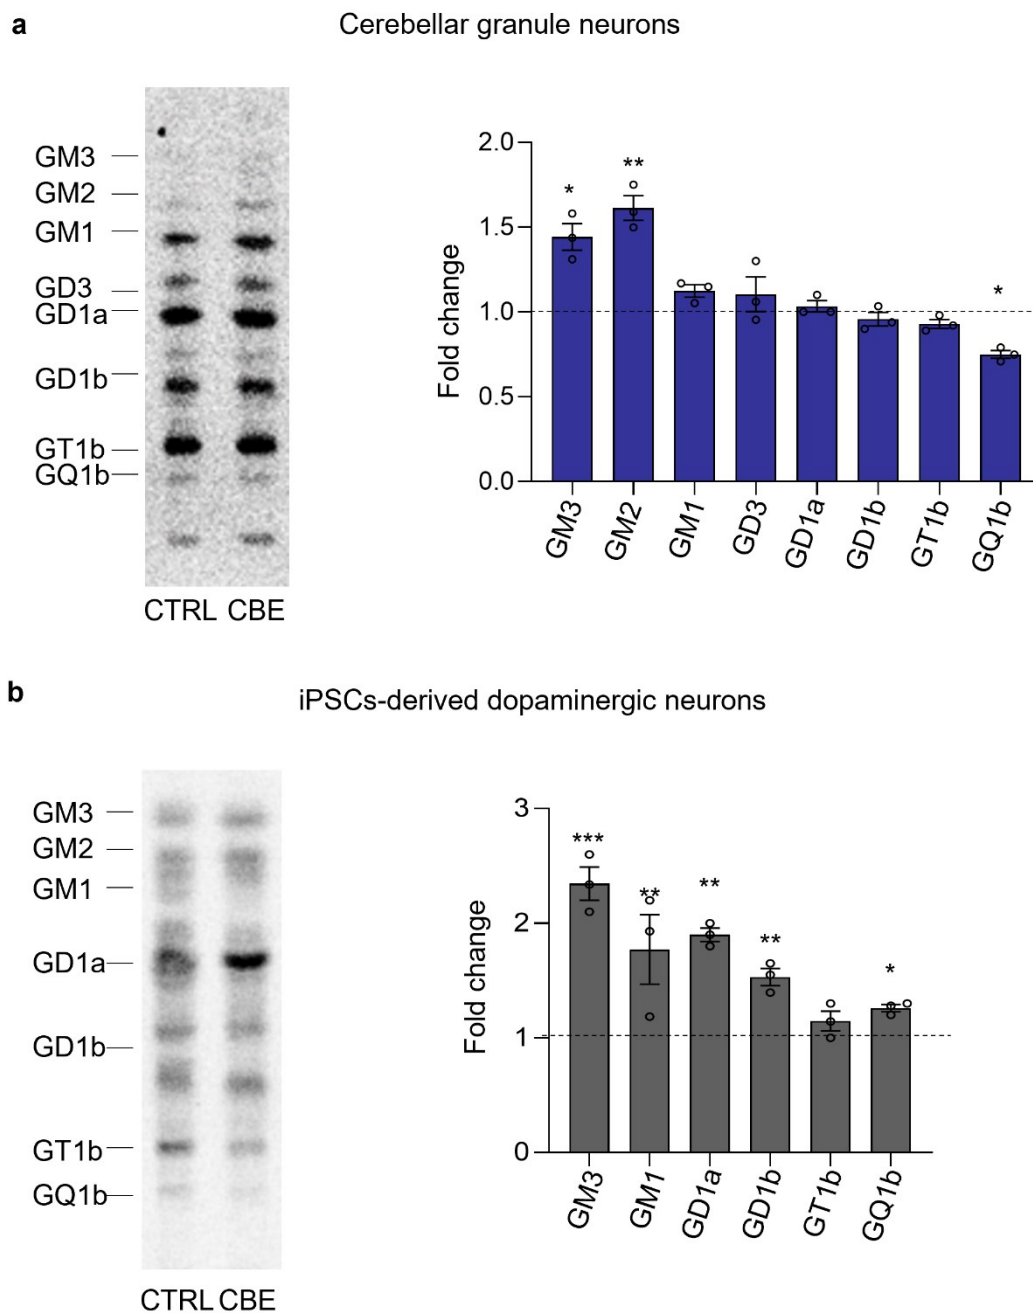 a
Cerebellar granule neurons
GM3
GM2
GM1
GD3
GD1a
GD1b
GT1b
GQ1b
CTRL CBE
Fold change
2.0
1.5
1.0
0.5
0.0
*
**
*
GM3
GM2
GM1
GD3
GD1a
GD1b
GT1b
GQ1b
b
iPSCs-derived dopaminergic neurons
GM3
GM2
GM1
GD1a
GD1b
GT1b
GQ1b
CTRL CBE
Fold change
3
2
1
0
***
**
**
**
*
GM3
GM1
GD1a
GD1b
GT1b
GQ1b